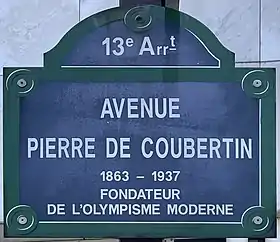 13e Arrt
AVENUE
PIERRE DE COUBERTIN
1863 – 1937
FONDATEUR
DE L'OLYMPISME MODERNE